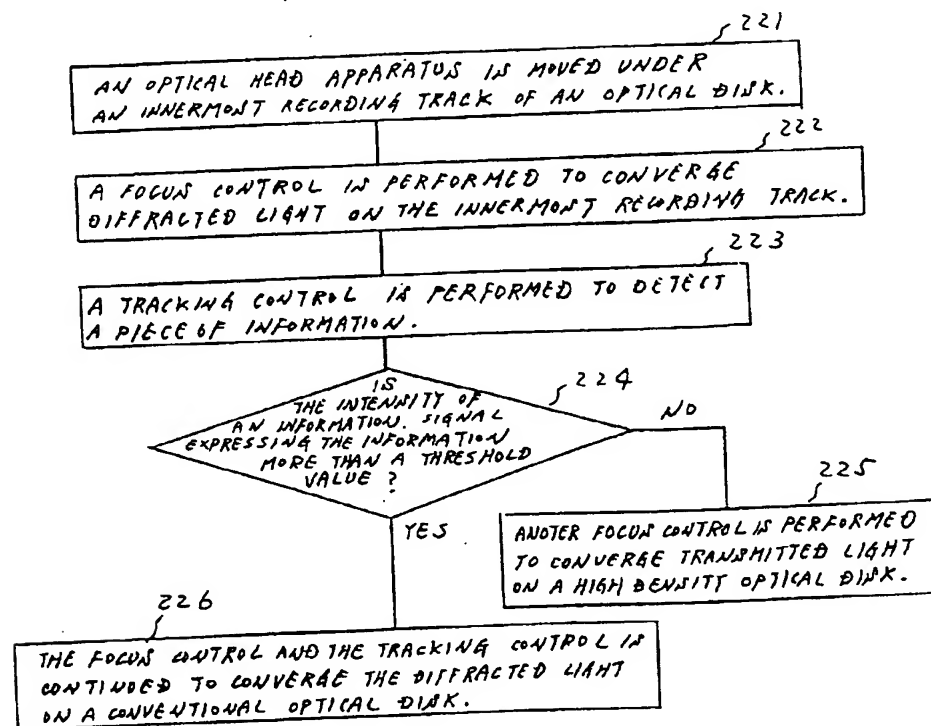 221
AN OPTICAL HEAD APPARATUS IS MOVED UNDER
AN INNERMOST RECORDING TRACK OF AN OPTICAL DISK.
222
A FOCUS CONTROL IS PERFORMED TO CONVERGE
DIFFRACTED LIGHT ON THE INNERMOST RECORDING TRACK.
223
A TRACKING CONTROL IS PERFORMED TO DETECT
A PIECE OF INFORMATION.
224
IS
THE INTENSITY OF
AN INFORMATION. SIGNAL
EXPRESSING THE INFORMATION
MORE THAN A THRESHOLD
VALUE ?
NO
YES
225
ANOTER FOCUS CONTROL IS PERFORMED
TO CONVERGE TRANSMITTED LIGHT
ON A HIGH DENSITT OPTICAL DISK.
226
THE FOCUS CONTROL AND THE TRACKING CONTROL IS
CONTINUED TO CONVERGE THE DIFFRACTED LIGHT
ON A CONVENTIONAL OPTICAL DISK.